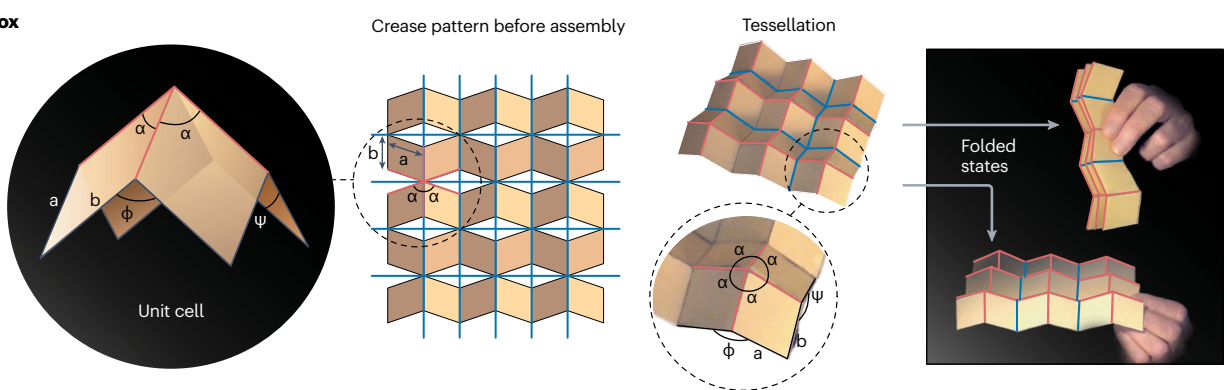 ox
Crease pattern before assembly
Tessellation
α
α
a
b
ϕ
ψ
Unit cell
b
a
α
α
α
α
α
α
ψ
ϕ
a
b
Folded
states